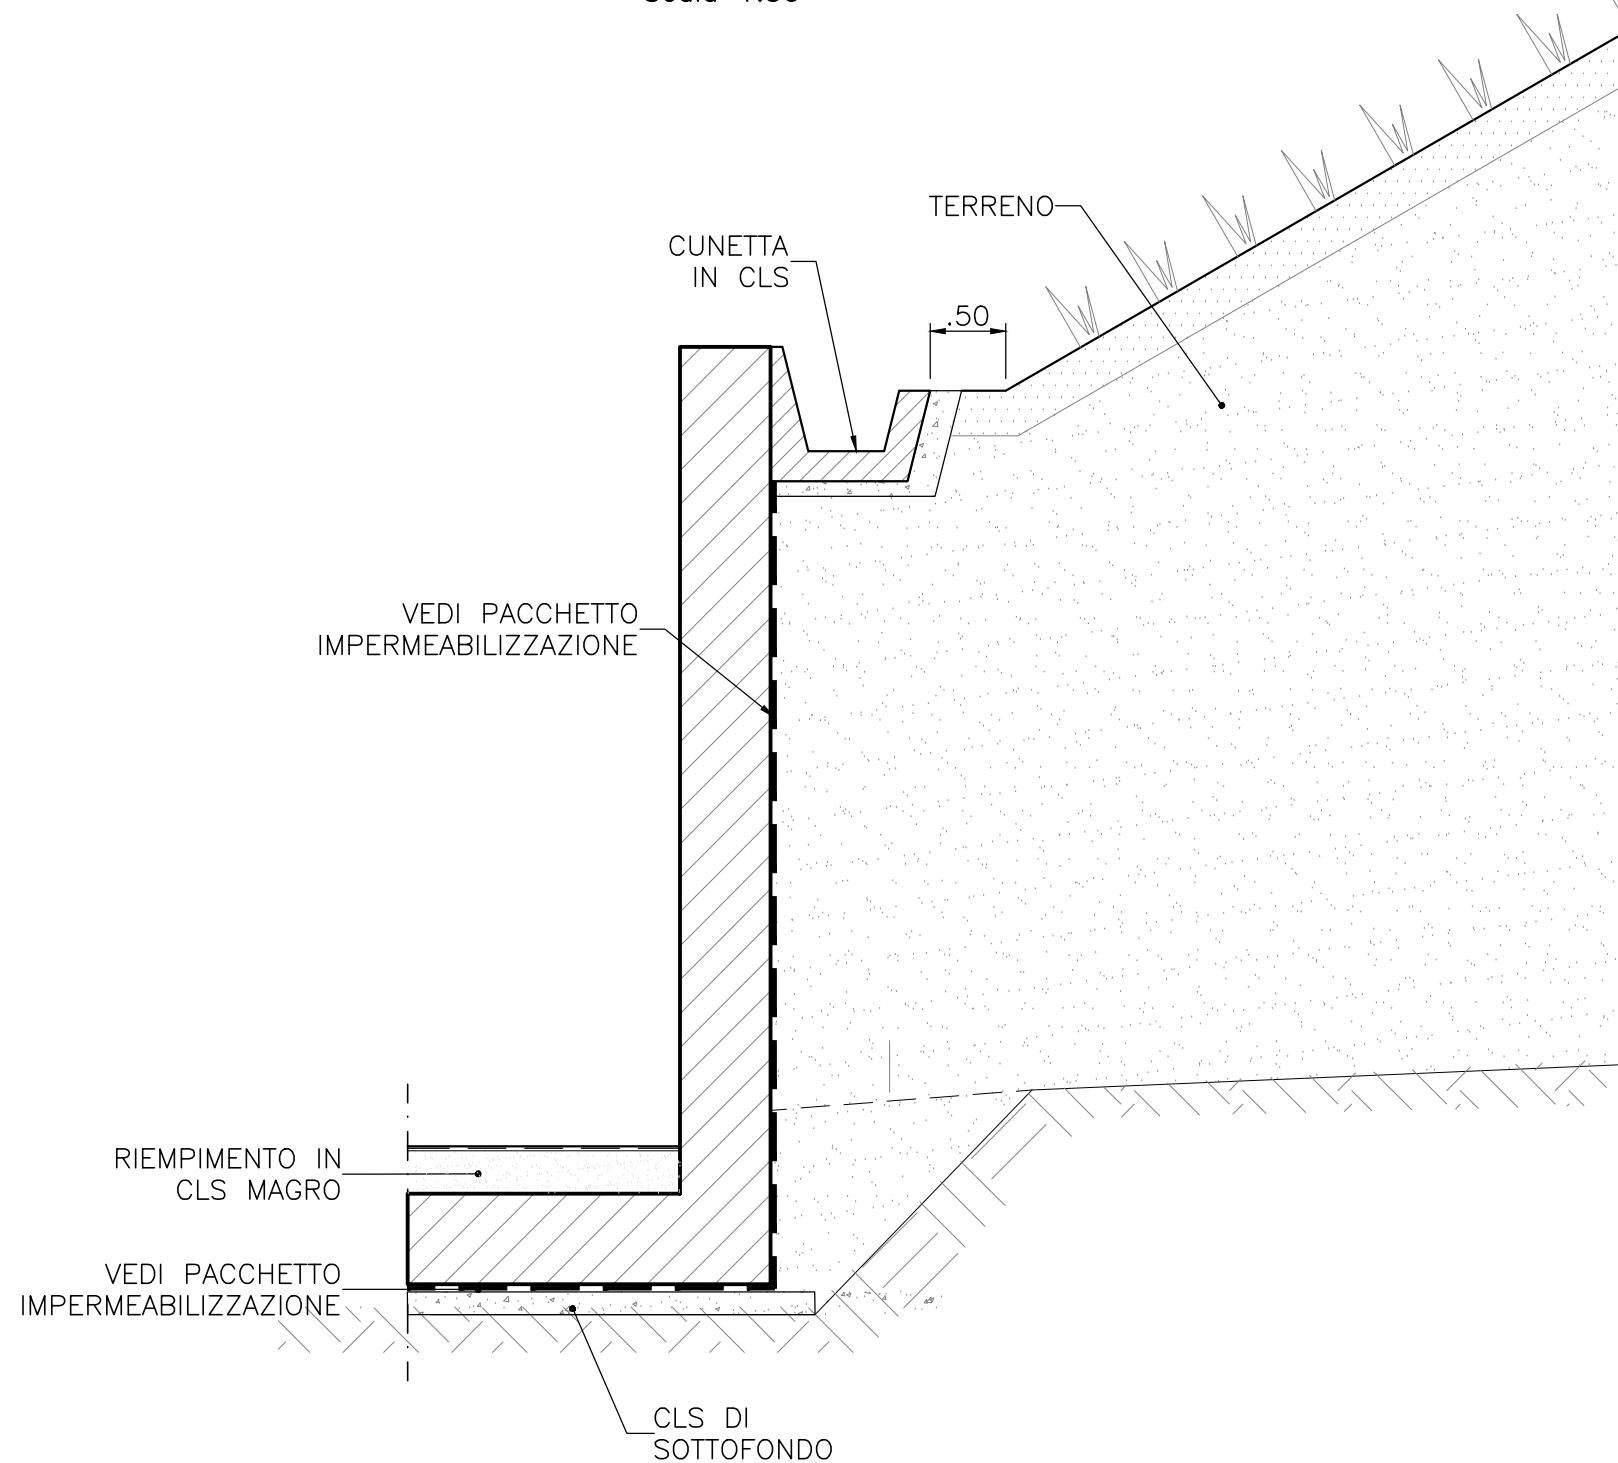 TERRENO
CUNETTA
IN CLS
.50
VEDI PACCHETTO
IMPERMEABILIZZAZIONE
RIEMPIMENTO IN
CLS MAGRO
VEDI PACCHETTO
IMPERMEABILIZZAZIONE
CLS DI
SOTTOFONDO